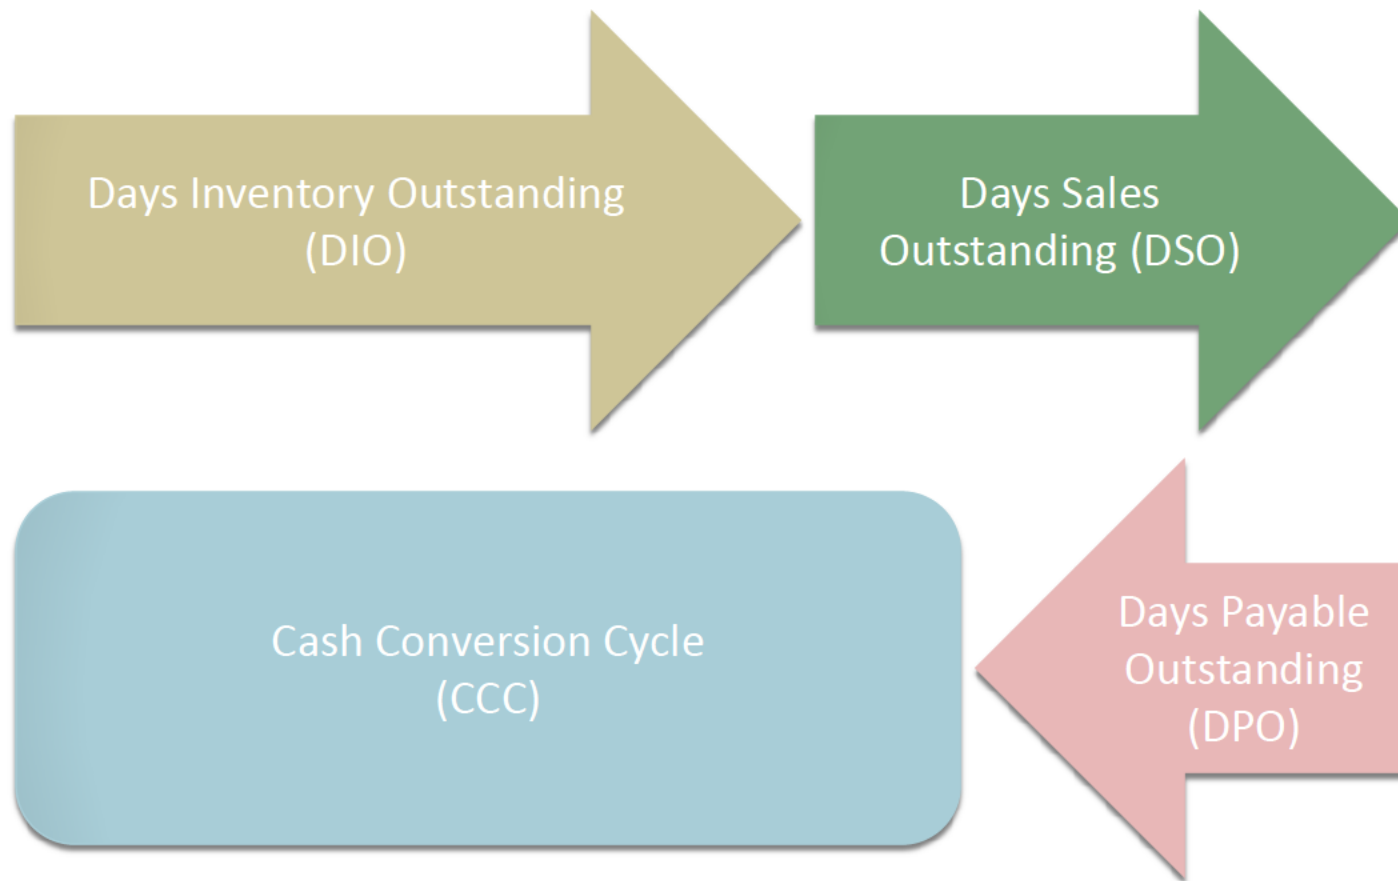 Days Inventory Outstanding
(DIO)
Days Sales
Outstanding (DSO)
Cash Conversion Cycle
(CCC)
Days Payable
Outstanding
(DPO)